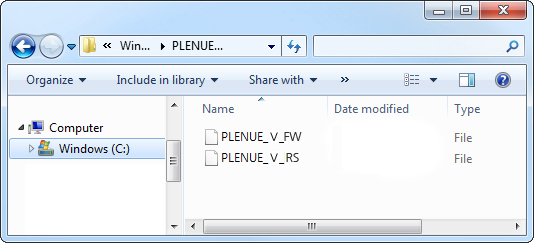 « Win... ▸ PLENUE... ▾
Organize ▾ Include in library ▾ Share with ▾ »
Name Date modified Type
Computer
Windows (C:)
PLENUE_V_FW File
PLENUE_V_RS File